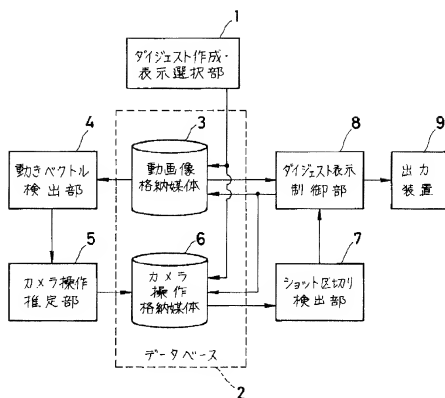 1
ダイジェスト作成・
表示選択部
4
3
8
9
動きベクトル
検出部
動画像
格納媒体
ダイジェスト表示
制御部
出力
装置
5
6
7
カメラ操作
推定部
カメラ
操作
格納媒体
ショット区切り
検出部
データベース
2